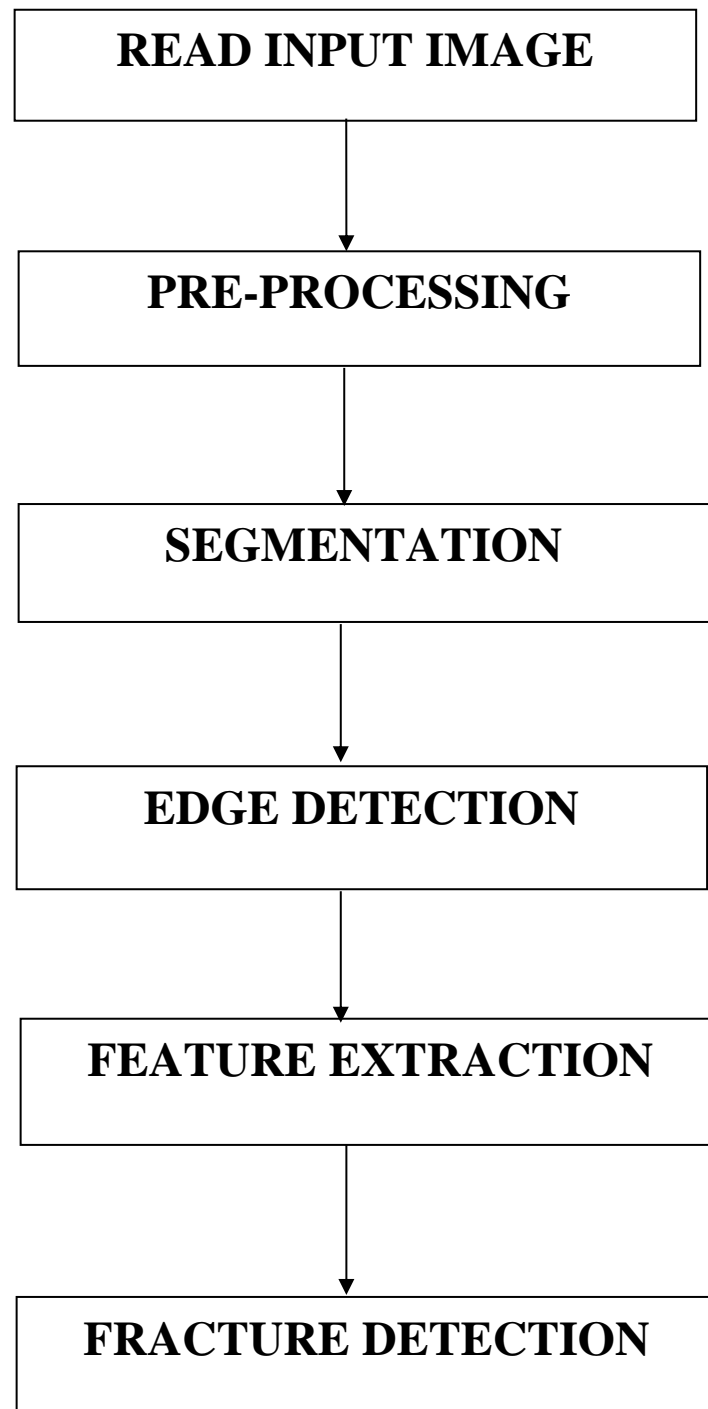 READ INPUT IMAGE
PRE-PROCESSING
SEGMENTATION
EDGE DETECTION
FEATURE EXTRACTION
FRACTURE DETECTION